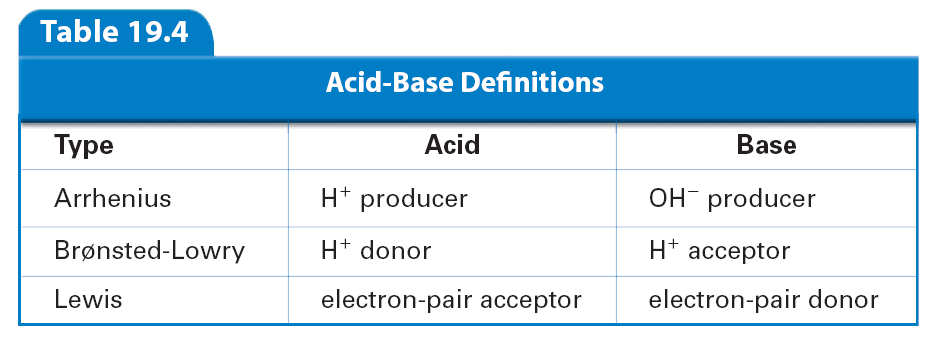 Table 19.4
Acid-Base Definitions
Type Acid Base
Arrhenius H⁺ producer OH⁻ producer
Brønsted-Lowry H⁺ donor H⁺ acceptor
Lewis electron-pair acceptor electron-pair donor